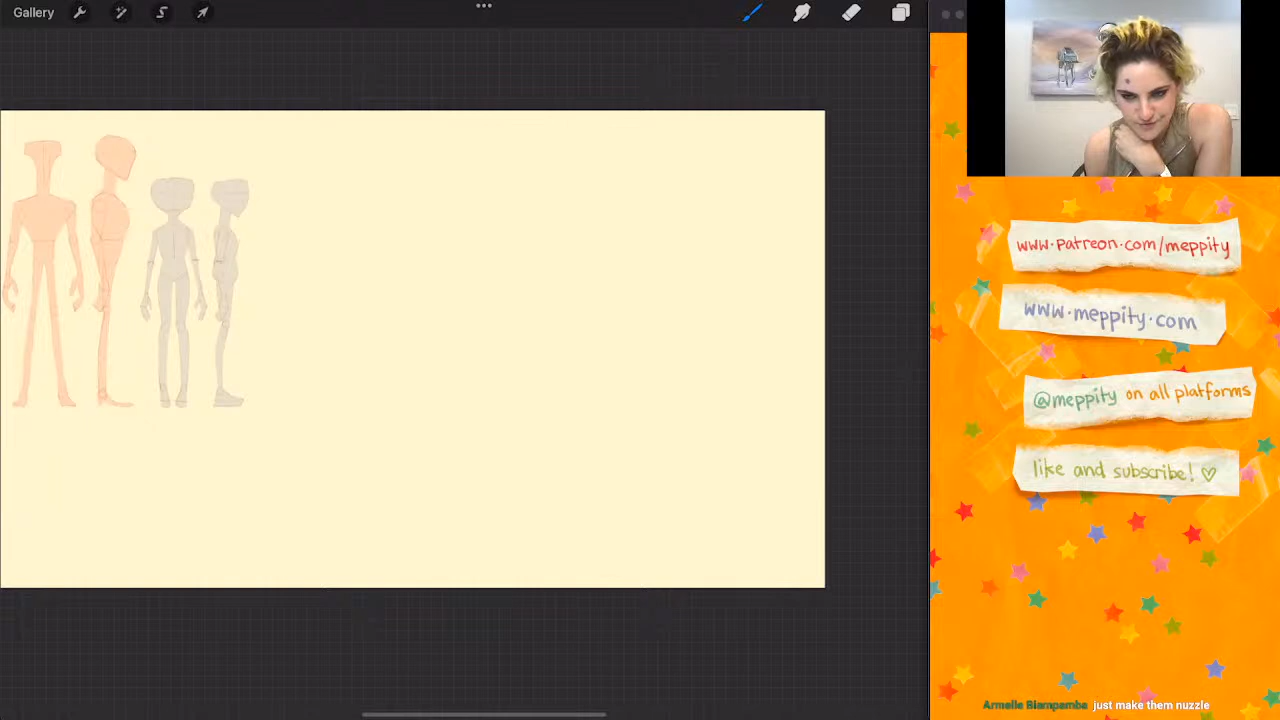 Gallery
www.patreon.com/meppity
www.meppity.com
@meppity on all platforms
like and subscribe! ♡
Armelle Biampamba just make them nuzzle